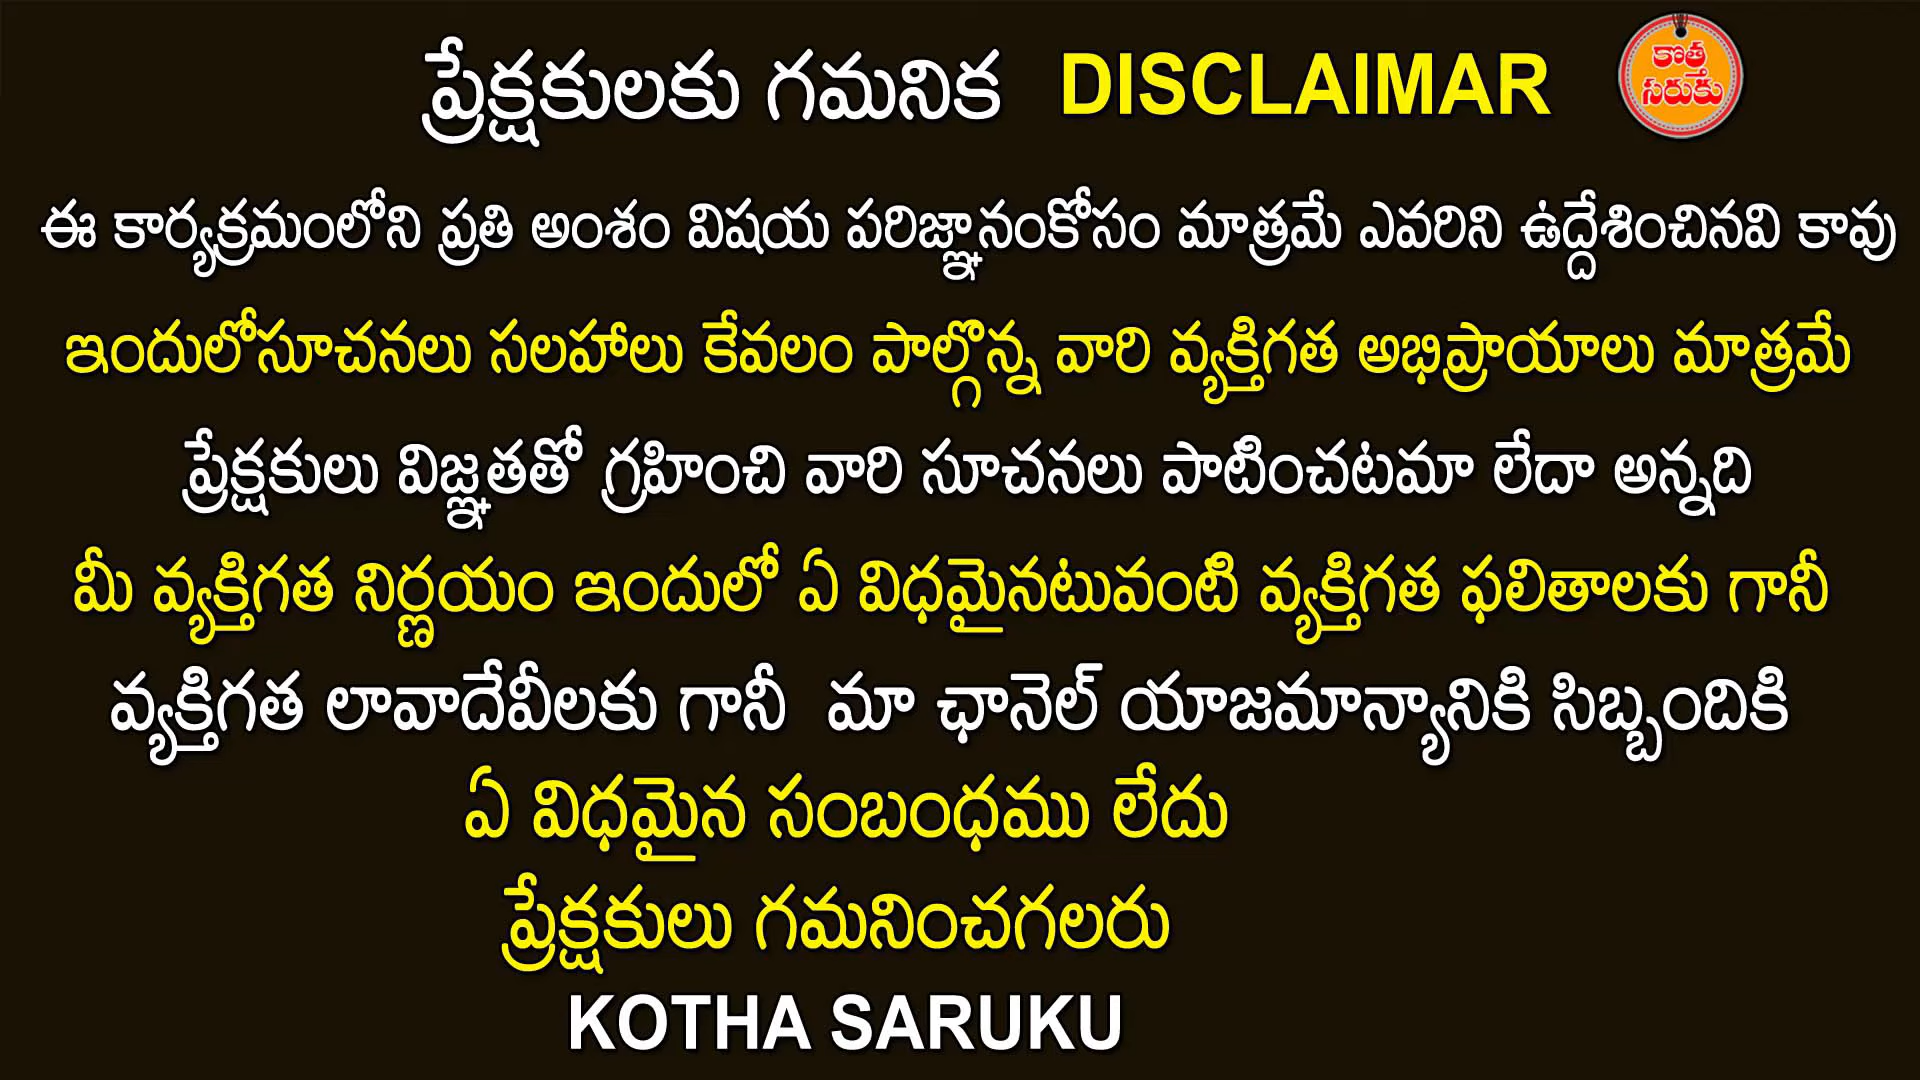 ప్రేక్షకులకు గమనిక DISCLAIMAR
కొత్త
సరుకు
ఈ కార్యక్రమంలోని ప్రతి అంశం విషయ పరిజ్ఞానంకోసం మాత్రమే ఎవరిని ఉద్దేశించినవి కావు
ఇందులోసూచనలు సలహాలు కేవలం పాల్గొన్న వారి వ్యక్తిగత అభిప్రాయాలు మాత్రమే
ప్రేక్షకులు విజ్ఞతతో గ్రహించి వారి సూచనలు పాటించటమా లేదా అన్నది
మీ వ్యక్తిగత నిర్ణయం ఇందులో ఏ విధమైనటువంటి వ్యక్తిగత ఫలితాలకు గానీ
వ్యక్తిగత లావాదేవీలకు గానీ మా ఛానెల్ యాజమాన్యానికి సిబ్బందికి
ఏ విధమైన సంబంధము లేదు
ప్రేక్షకులు గమనించగలరు
KOTHA SARUKU